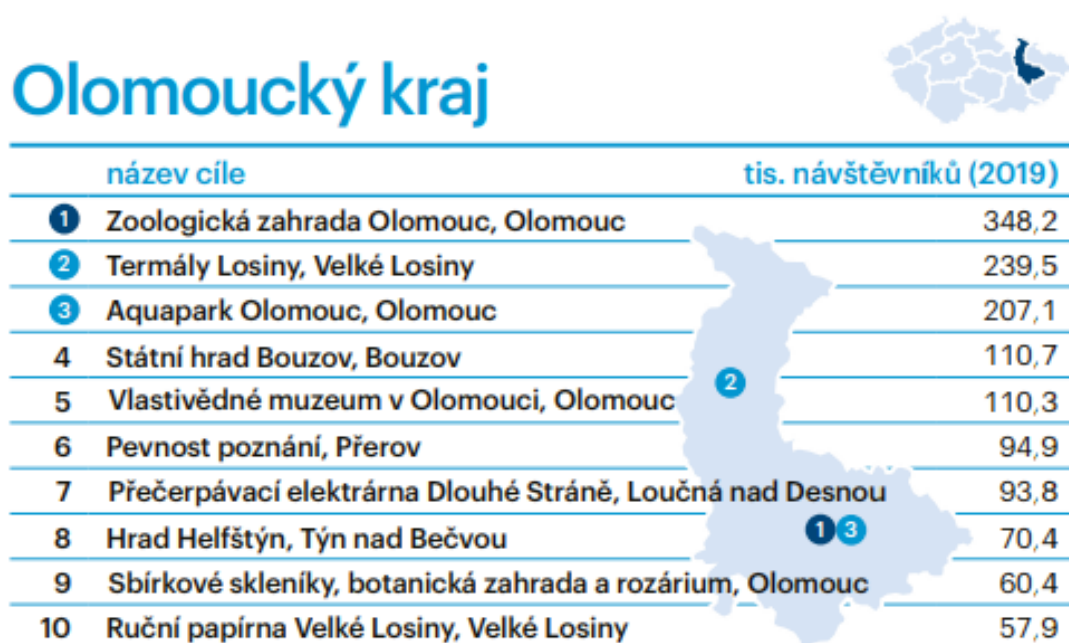 Olomoucký kraj
název cíle tis. návštěvníků (2019)
1 Zoologická zahrada Olomouc, Olomouc 348,2
2 Termály Losiny, Velké Losiny 239,5
3 Aquapark Olomouc, Olomouc 207,1
4 Státní hrad Bouzov, Bouzov 110,7
2
5 Vlastivědné muzeum v Olomouci, Olomouc 110,3
6 Pevnost poznání, Přerov 94,9
7 Přečerpávací elektrárna Dlouhé Stráně, Loučná nad Desnou 93,8
8 Hrad Helfštýn, Týn nad Bečvou 1 3 70,4
9 Sbírkové skleníky, botanická zahrada a rozárium, Olomouc 60,4
10 Ruční papírna Velké Losiny, Velké Losiny 57,9